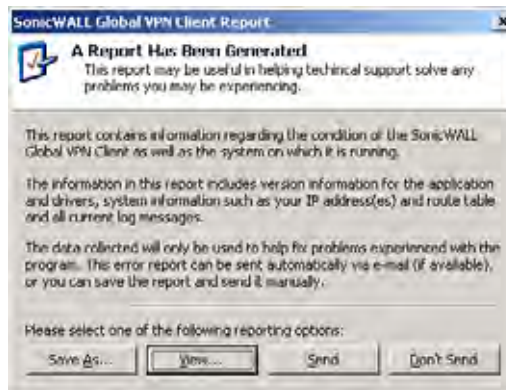 SonicWALL Global VPN Client Report
A Report Has Been Generated
This report may be useful in helping techincal support solve any
problems you may be experiencing.
This report contains information regarding the condition of the SonicWALL
Global VPN Client as well as the system on which it is running.
The information in this report includes version information for the application
and drivers, system information such as your IP address(es) and route table
and all current log messages.
The data collected will only be used to help fix problems experienced with the
program. This error report can be sent automatically via e-mail (if available),
or you can save the report and send it manually.
Please select one of the following reporting options:
Save As...
View...
Send
Don't Send